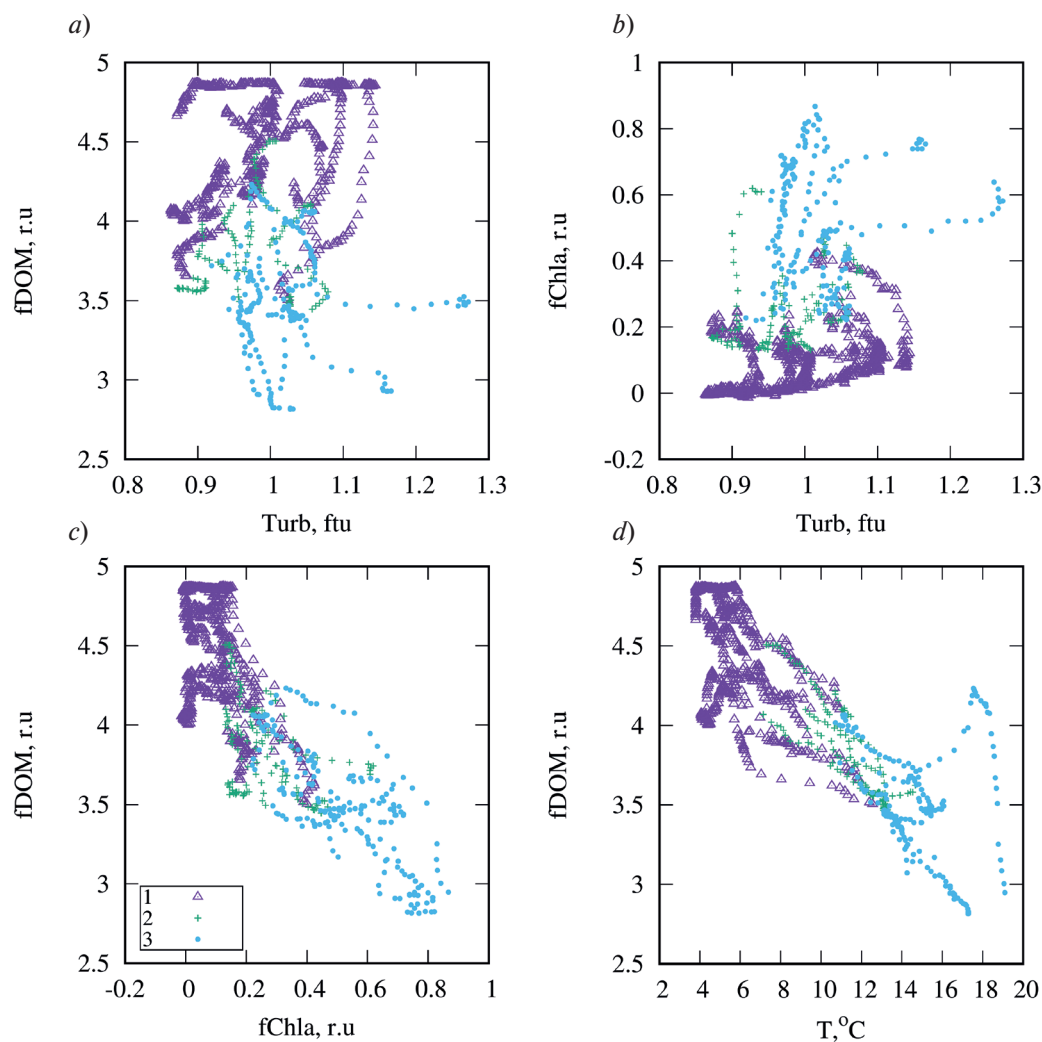 a)
5
4.5
4
3.5
3
2.5
fDOM, r.u
0.8 0.9 1 1.1 1.2 1.3
Turb, ftu
b)
1
0.8
0.6
0.4
0.2
0
-0.2
fChla, r.u
0.8 0.9 1 1.1 1.2 1.3
Turb, ftu
c)
5
4.5
4
3.5
3
2.5
fDOM, r.u
1
2
3
-0.2 0 0.2 0.4 0.6 0.8 1
fChla, r.u
d)
5
4.5
4
3.5
3
2.5
fDOM, r.u
2 4 6 8 10 12 14 16 18 20
T,°C